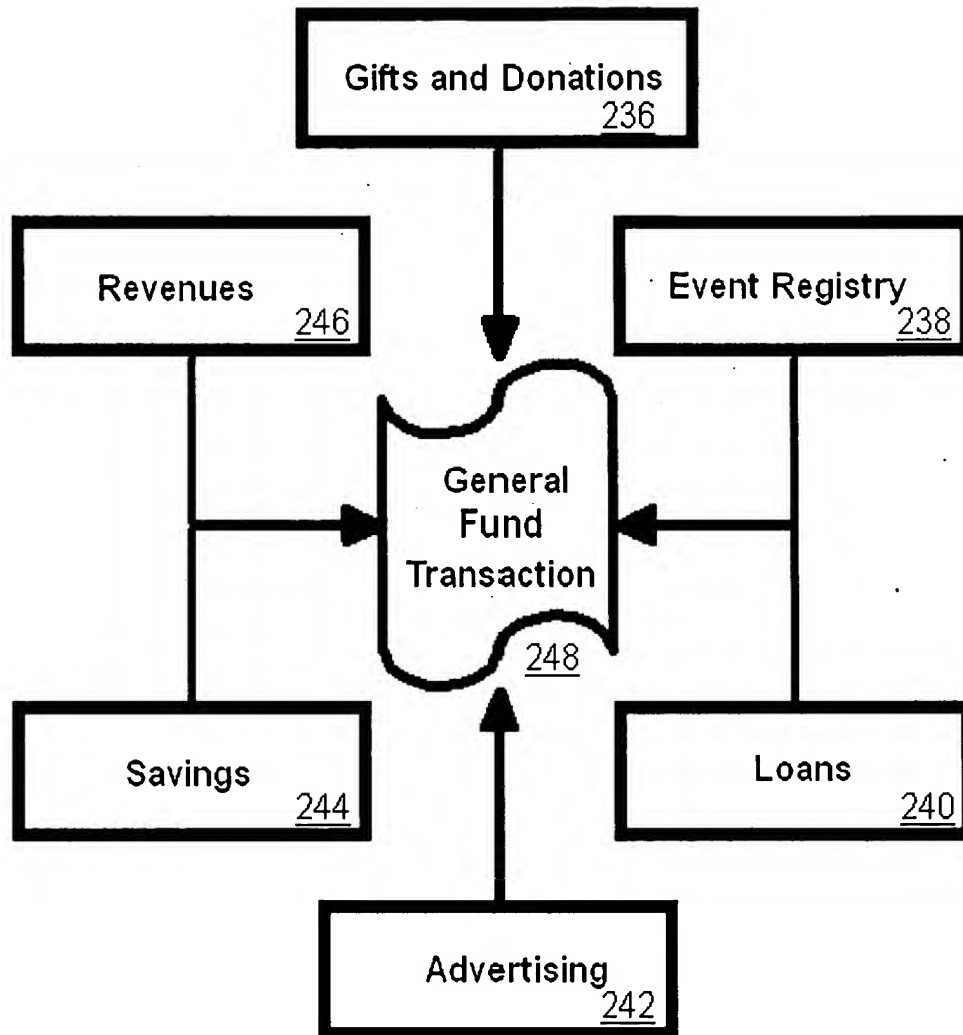 Gifts and Donations
236
Revenues
246
Event Registry
238
General
Fund
Transaction
248
Savings
244
Loans
240
Advertising
242